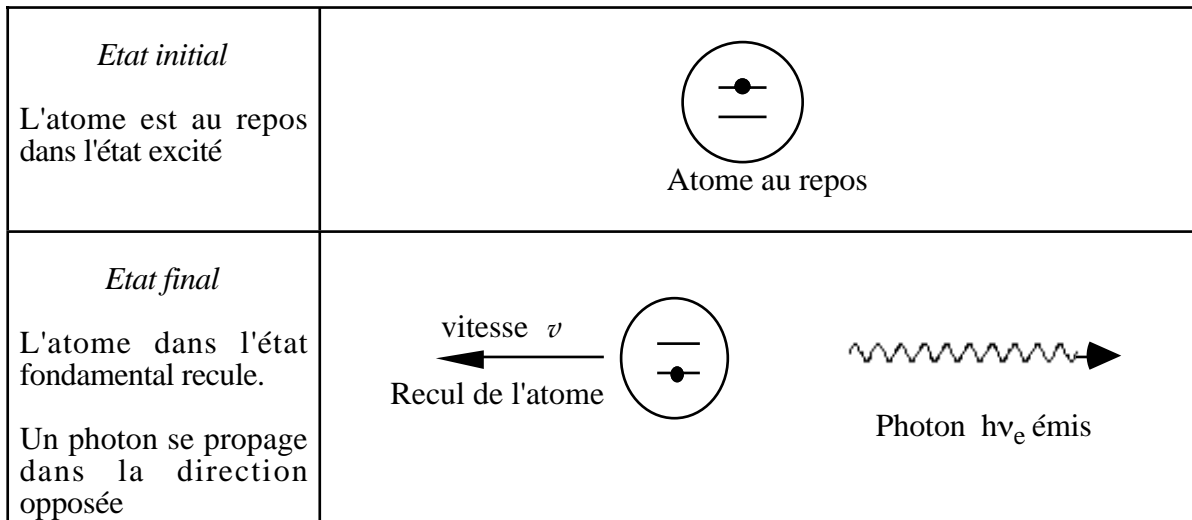 Etat initial
L'atome est au repos
dans l'état excité
Atome au repos
Etat final
L'atome dans l'état
fondamental recule.
Un photon se propage
dans la direction
opposée
vitesse v
Recul de l'atome
Photon hνe émis